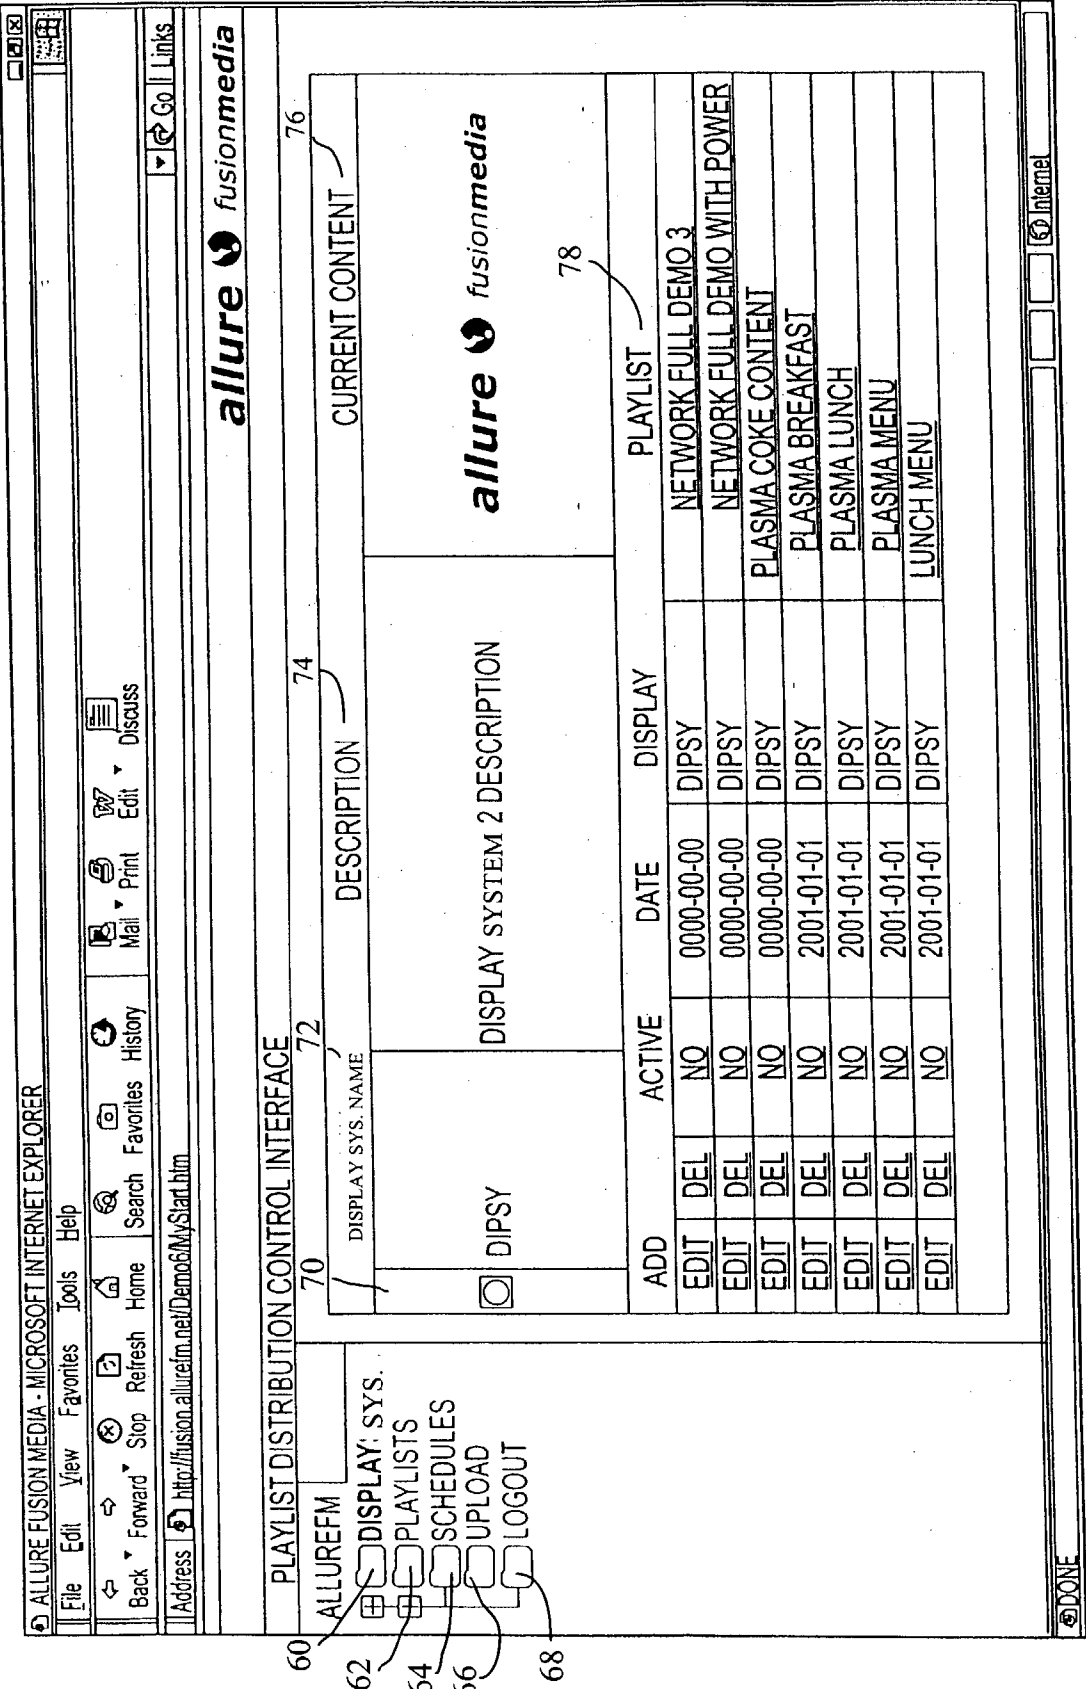 ALLURE FUSION MEDIA - MICROSOFT INTERNET EXPLORER
File Edit View Favorites Tools Help
Back Forward Stop Refresh Home Search Favorites History Mail Print Edit Discuss
Address http://fusion.allurefm.net/Demo6/MyStart.htm Go Links
allure fusionmedia
PLAYLIST DISTRIBUTION CONTROL INTERFACE
ALLUREFM
60 DISPLAY SYS.
62 PLAYLISTS
64 SCHEDULES
66 UPLOAD
68 LOGOUT
70 72 74 76
DISPLAY SYS. NAME DESCRIPTION CURRENT CONTENT
DIPSY DISPLAY SYSTEM 2 DESCRIPTION allure fusionmedia
78
ADD ACTIVE DATE DISPLAY PLAYLIST
EDIT DEL NO 0000-00-00 DIPSY NETWORK FULL DEMO 3
EDIT DEL NO 0000-00-00 DIPSY NETWORK FULL DEMO WITH POWER
EDIT DEL NO 0000-00-00 DIPSY PLASMA COKE CONTENT
EDIT DEL NO 2001-01-01 DIPSY PLASMA BREAKFAST
EDIT DEL NO 2001-01-01 DIPSY PLASMA LUNCH
EDIT DEL NO 2001-01-01 DIPSY PLASMA MENU
EDIT DEL NO 2001-01-01 DIPSY LUNCH MENU
DONE Internet